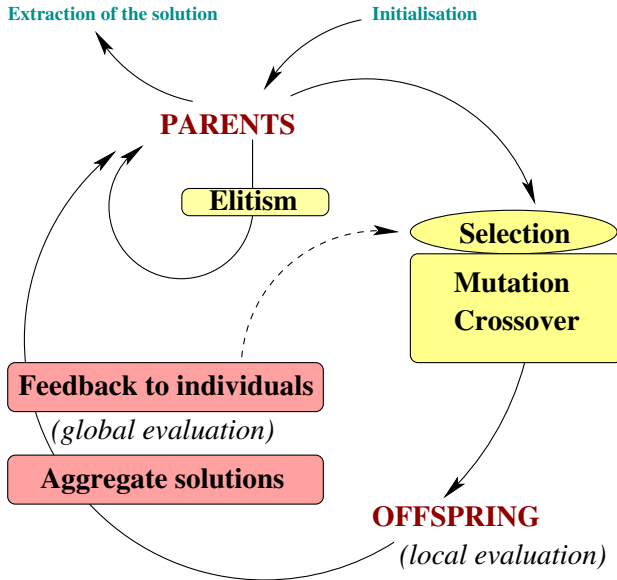 Extraction of the solution
Initialisation
PARENTS
Elitism
Selection
Mutation
Crossover
Feedback to individuals
(global evaluation)
Aggregate solutions
OFFSPRING
(local evaluation)